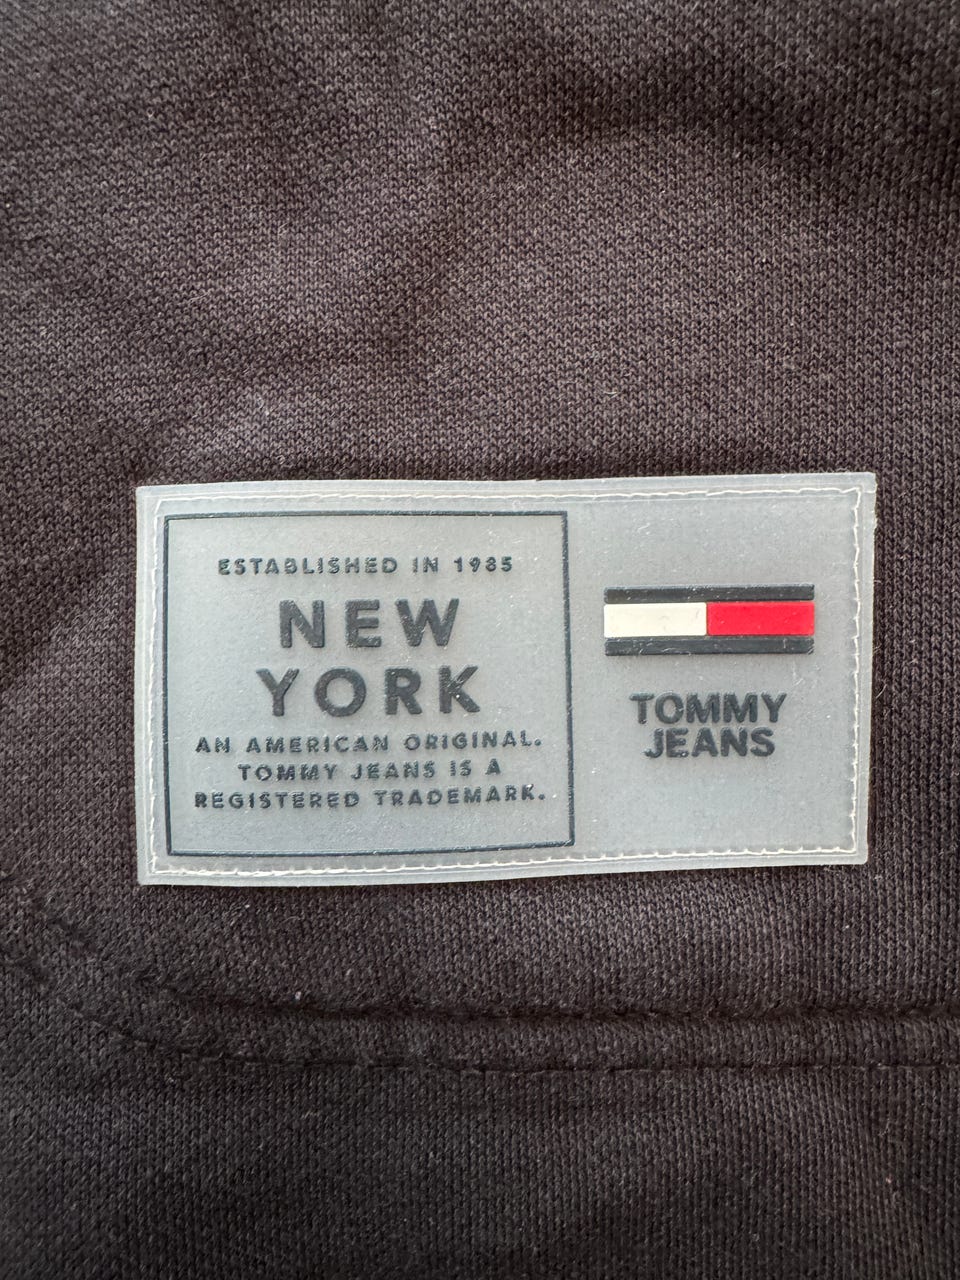 ESTABLISHED IN 1985
NEW
YORK
AN AMERICAN ORIGINAL.
TOMMY JEANS IS A
REGISTERED TRADEMARK.
TOMMY
JEANS